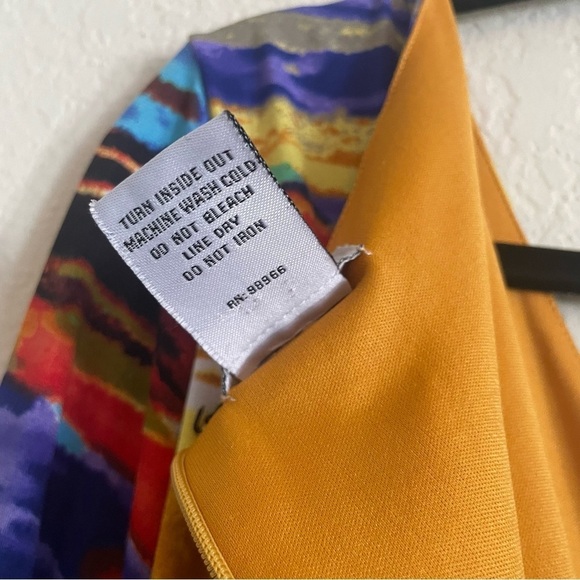 TURN INSIDE OUT
MACHINE WASH COLD
DO NOT BLEACH
LINE DRY
DO NOT IRON
RN: 98966